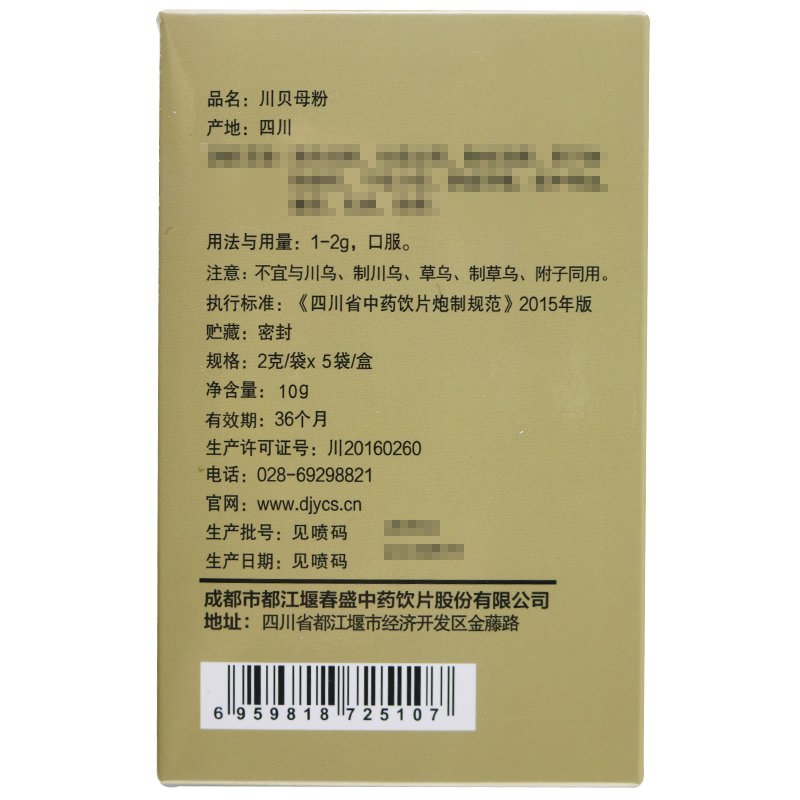 品名：川贝母粉
产地：四川
用法与用量：1-2g，口服。
注意：不宜与川乌、制川乌、草乌、制草乌、附子同用。
执行标准：《四川省中药饮片炮制规范》2015年版
贮藏：密封
规格：2克/袋x 5袋/盒
净含量：10g
有效期：36个月
生产许可证号：川20160260
电话：028-69298821
官网：www.djycs.cn
生产批号：见喷码
生产日期：见喷码
成都市都江堰春盛中药饮片股份有限公司
地址：四川省都江堰市经济开发区金藤路
6 959818 725107